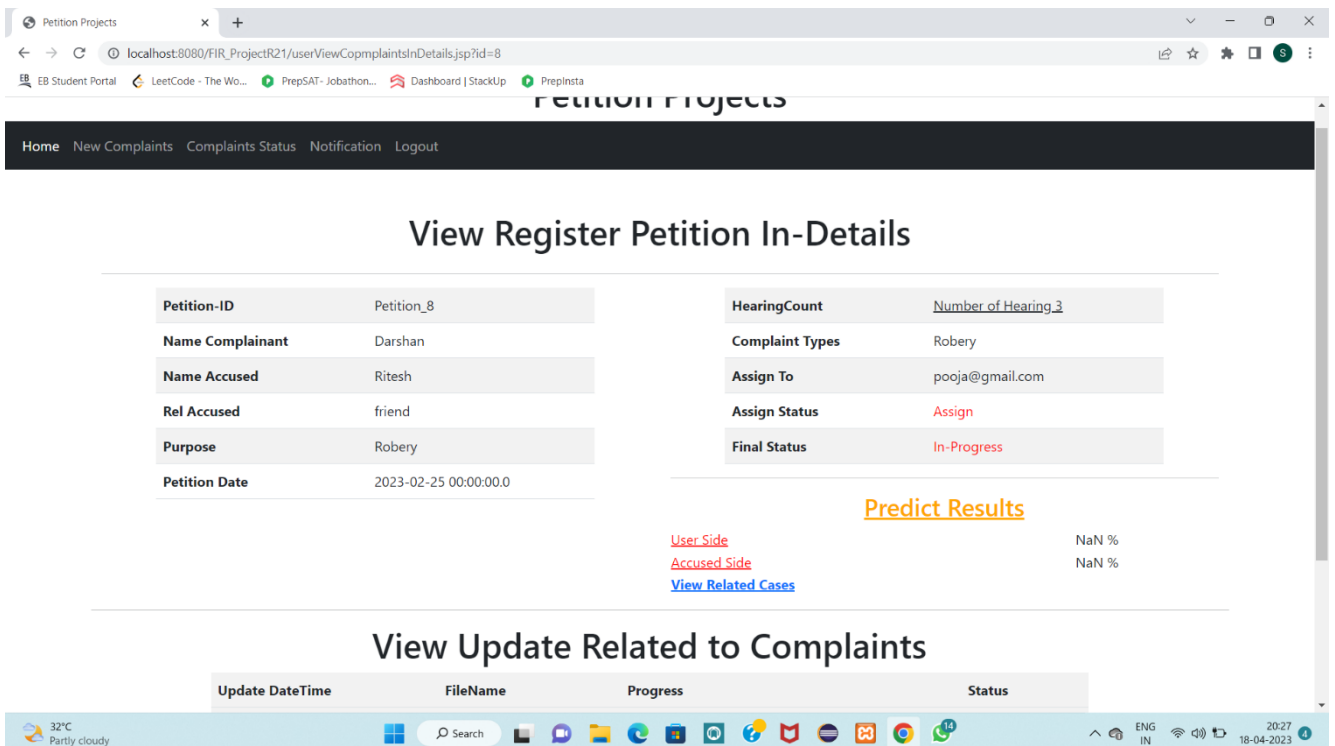 Petition Projects
localhost:8080/FIR_ProjectR21/userViewCopmplaintsInDetails.jsp?id=8
S
EB EB Student Portal LeetCode - The Wo... PrepSAT- Jobathon... Dashboard | StackUp PrepInsta
Petition Projects
Home New Complaints Complaints Status Notification Logout
View Register Petition In-Details
Petition-ID Petition_8
Name Complainant Darshan
Name Accused Ritesh
Rel Accused friend
Purpose Robery
Petition Date 2023-02-25 00:00:00.0
HearingCount Number of Hearing 3
Complaint Types Robery
Assign To pooja@gmail.com
Assign Status Assign
Final Status In-Progress
Predict Results
User Side NaN %
Accused Side NaN %
View Related Cases
View Update Related to Complaints
Update DateTime FileName Progress Status
32°C
Partly cloudy
Search
14
ENG
IN
20:27
18-04-2023
4